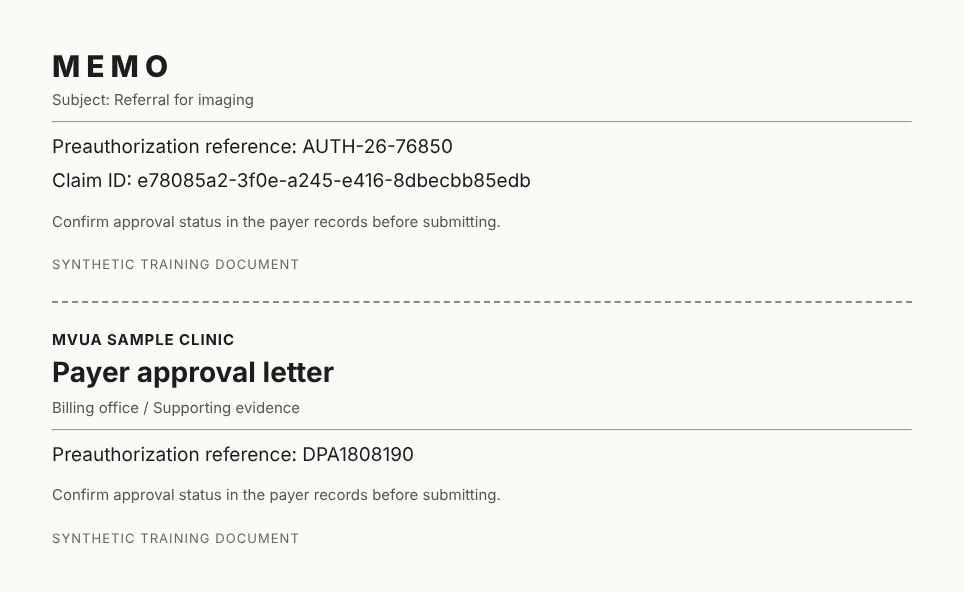 MEMO
Subject: Referral for imaging
Preauthorization reference: AUTH-26-76850
Claim ID: e78085a2-3f0e-a245-e416-8dbecbb85edb
Confirm approval status in the payer records before submitting.
SYNTHETIC TRAINING DOCUMENT
MVUA SAMPLE CLINIC
Payer approval letter
Billing office / Supporting evidence
Preauthorization reference: DPA1808190
Confirm approval status in the payer records before submitting.
SYNTHETIC TRAINING DOCUMENT